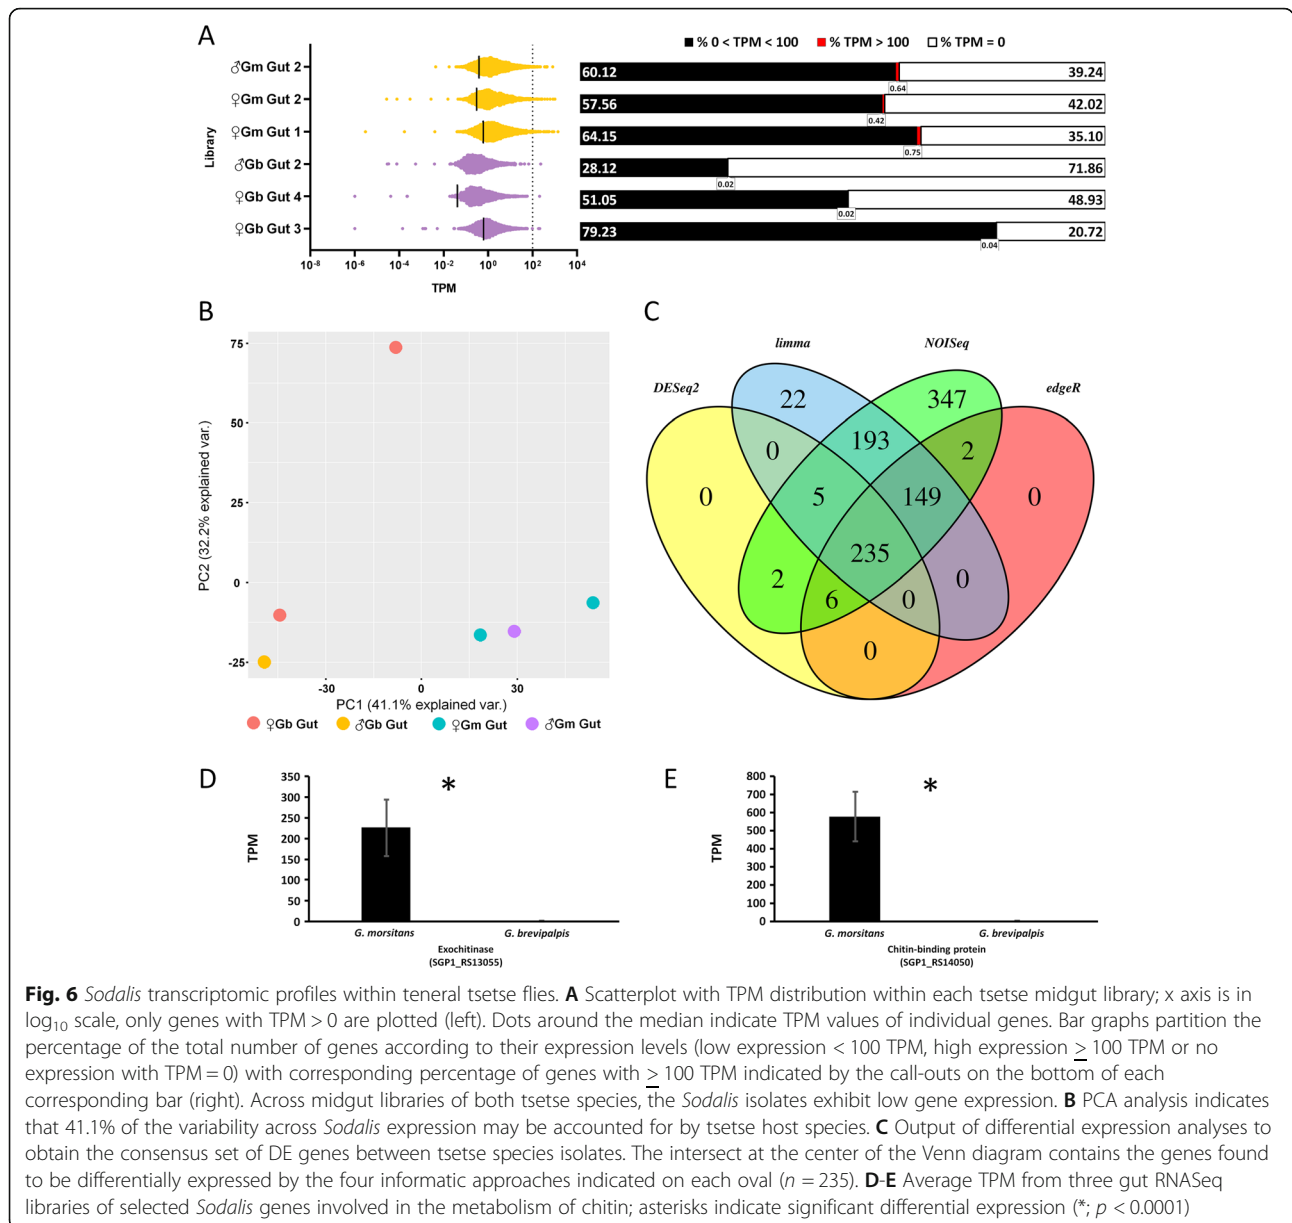 A
■ % 0 < TPM < 100 ■ % TPM > 100 □ % TPM = 0
Library
♂Gm Gut 2
60.12 39.24
0.64
♀Gm Gut 2
57.56 42.02
0.42
♀Gm Gut 1
64.15 35.10
0.75
♂Gb Gut 2
28.12 71.86
0.02
♀Gb Gut 4
51.05 48.93
0.02
♀Gb Gut 3
79.23 20.72
0.04
10-8 10-6 10-4 10-2 100 102 104
TPM
B
PC2 (32.2% explained var.)
75
50
25
0
-25
-30 0 30
PC1 (41.1% explained var.)
♀Gb Gut ♂Gb Gut ♀Gm Gut ♂Gm Gut
C
limma NOISeq
DESeq2 edgeR
22 347
193
0 2
0 5 149 0
235
2 0
6 0
0
D
*
TPM
350
300
250
200
150
100
50
0
G. morsitans G. brevipalpis
Exochitinase
(SGP1_RS13055)
E
*
TPM
800
700
600
500
400
300
200
100
0
G. morsitans G. brevipalpis
Chitin-binding protein
(SGP1_RS14050)
Fig. 6 Sodalis transcriptomic profiles within teneral tsetse flies. A Scatterplot with TPM distribution within each tsetse midgut library; x axis is in
log10 scale, only genes with TPM > 0 are plotted (left). Dots around the median indicate TPM values of individual genes. Bar graphs partition the
percentage of the total number of genes according to their expression levels (low expression < 100 TPM, high expression ≥ 100 TPM or no
expression with TPM = 0) with corresponding percentage of genes with ≥ 100 TPM indicated by the call-outs on the bottom of each
corresponding bar (right). Across midgut libraries of both tsetse species, the Sodalis isolates exhibit low gene expression. B PCA analysis indicates
that 41.1% of the variability across Sodalis expression may be accounted for by tsetse host species. C Output of differential expression analyses to
obtain the consensus set of DE genes between tsetse species isolates. The intersect at the center of the Venn diagram contains the genes found
to be differentially expressed by the four informatic approaches indicated on each oval (n = 235). D-E Average TPM from three gut RNASeq
libraries of selected Sodalis genes involved in the metabolism of chitin; asterisks indicate significant differential expression (*; p < 0.0001)